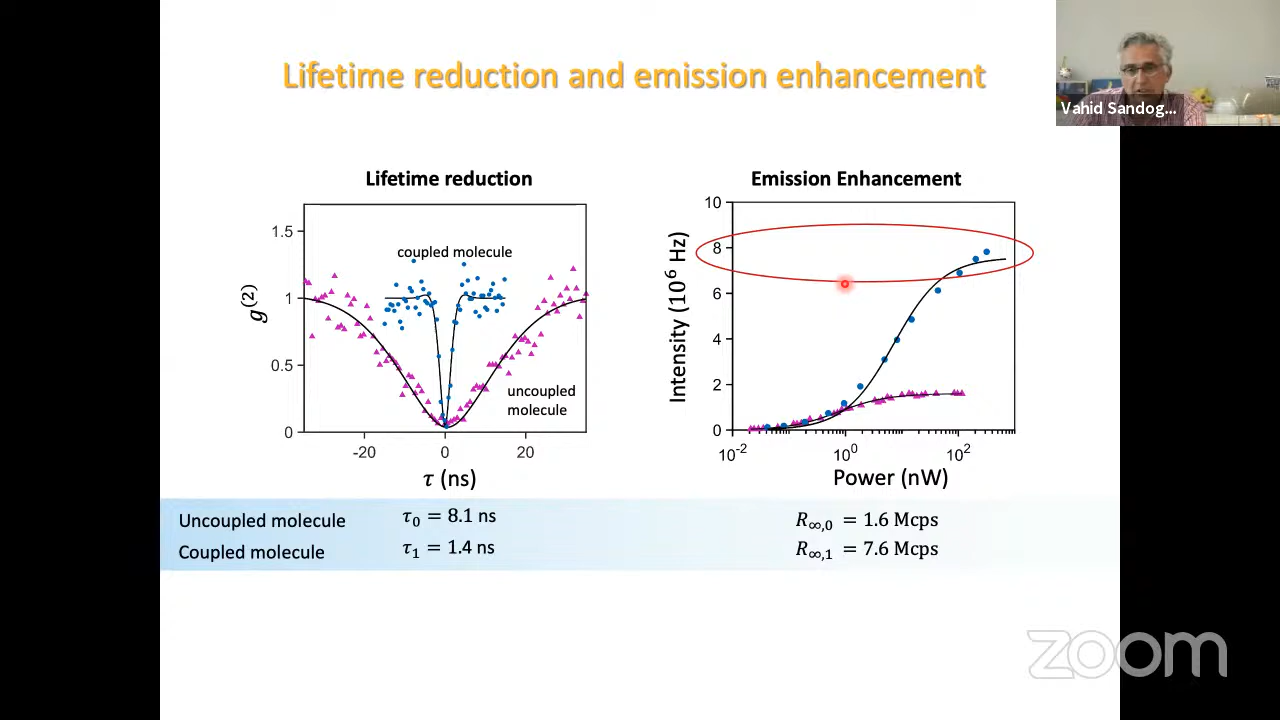 Lifetime reduction and emission enhancement
Vahid Sandog...
Lifetime reduction
1.5
1
0.5
0
g(2)
coupled molecule
uncoupled
molecule
-20
0
20
τ (ns)
Emission Enhancement
10
8
6
4
2
0
Intensity (10⁶ Hz)
10⁻²
10⁰
10²
Power (nW)
Uncoupled molecule τ₀ = 8.1 ns R∞,0 = 1.6 Mcps
Coupled molecule τ₁ = 1.4 ns R∞,1 = 7.6 Mcps
zoom